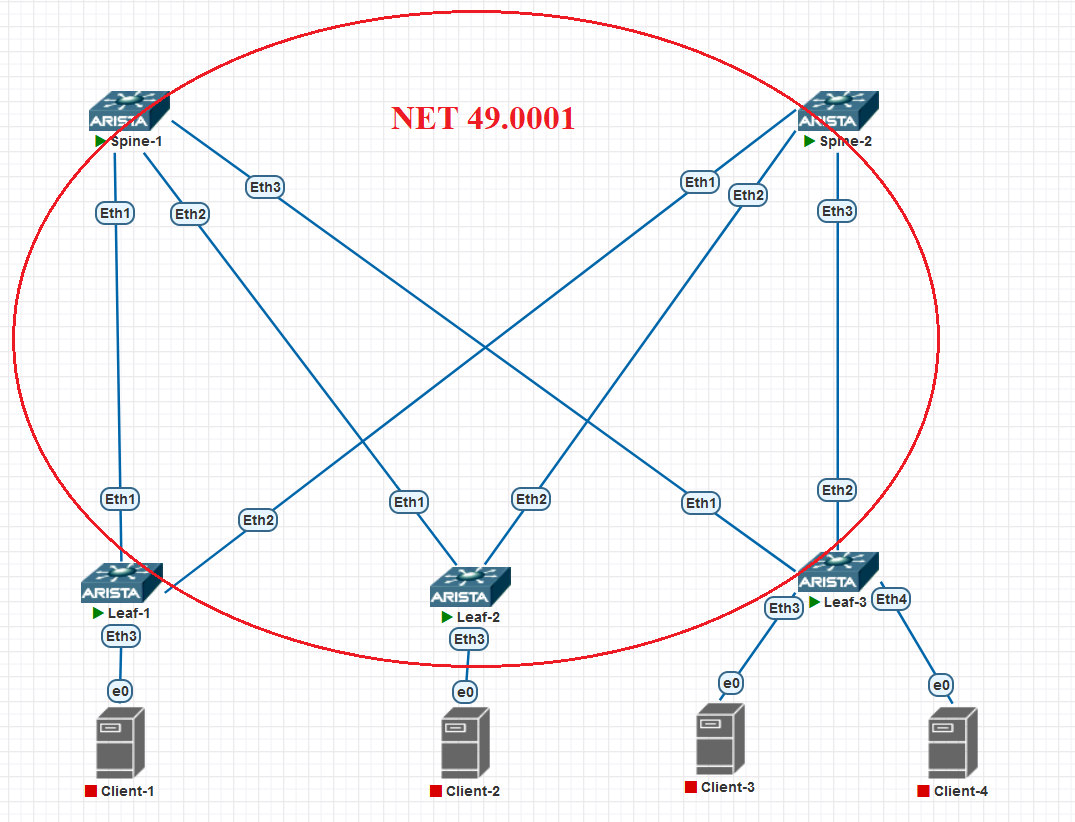 NET 49.0001
ARISTA
Spine-1
ARISTA
Spine-2
Eth1
Eth2
Eth3
Eth1
Eth2
Eth3
Eth1
Eth2
Eth1
Eth2
Eth1
Eth2
ARISTA
Leaf-1
ARISTA
Leaf-2
ARISTA
Leaf-3
Eth3
Eth3
Eth3
Eth4
e0
e0
e0
e0
Client-1
Client-2
Client-3
Client-4